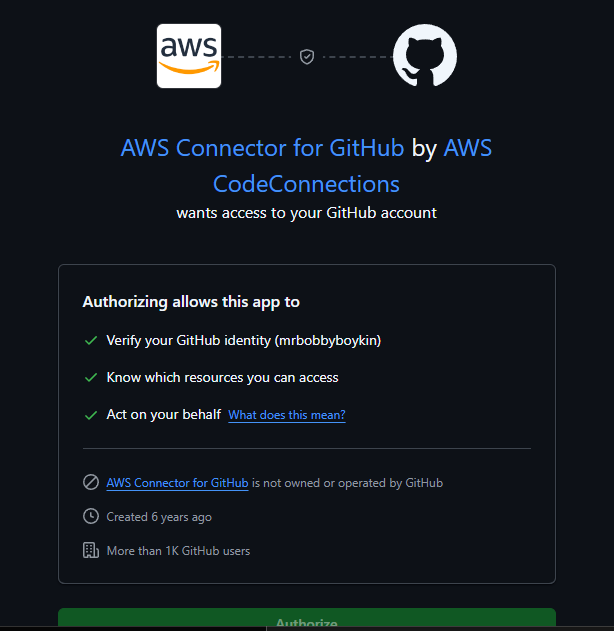 aws
AWS Connector for GitHub by AWS
CodeConnections
wants access to your GitHub account
Authorizing allows this app to
Verify your GitHub identity (mrbobbyboykin)
Know which resources you can access
Act on your behalf What does this mean?
AWS Connector for GitHub is not owned or operated by GitHub
Created 6 years ago
More than 1K GitHub users
Authorize